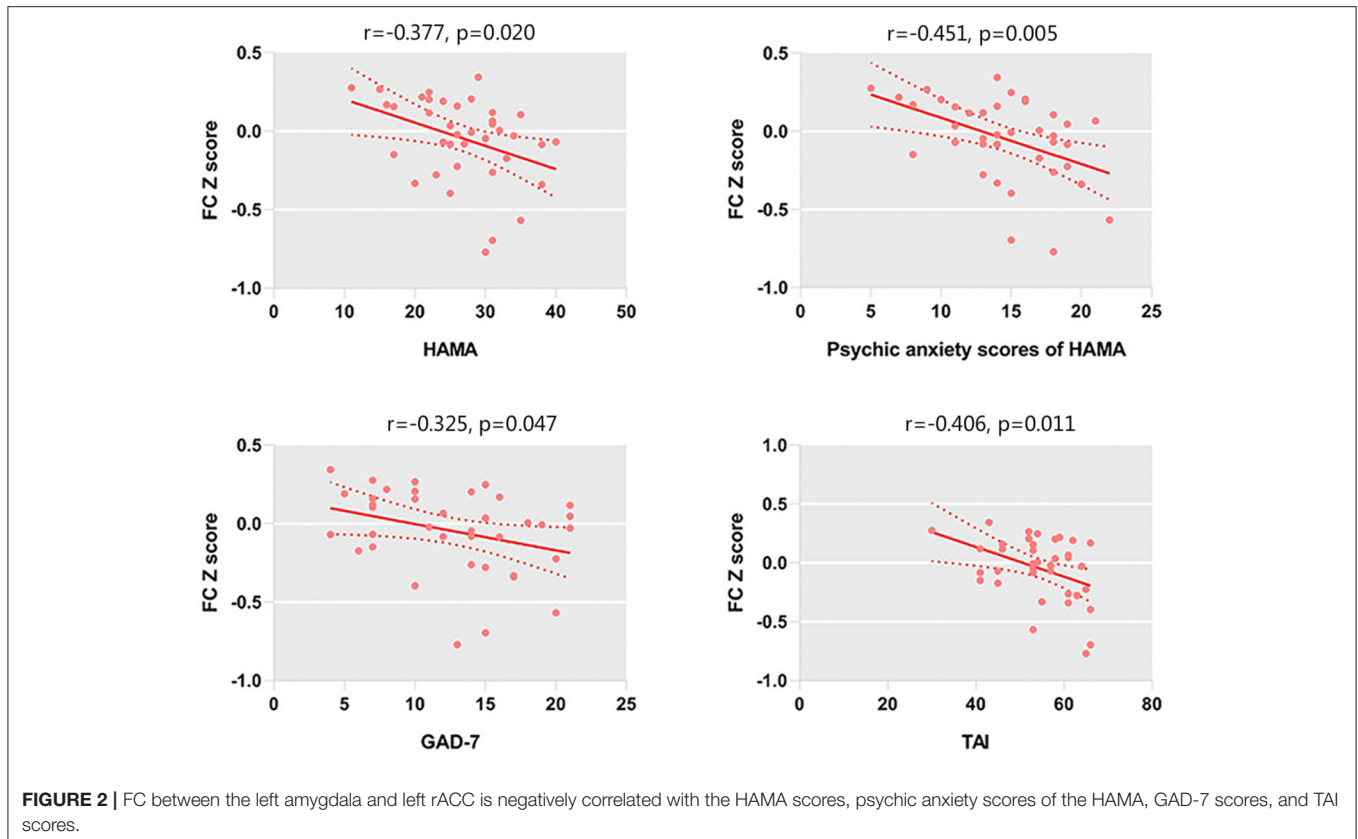 r=-0.377, p=0.020
0.5
0.0
-0.5
-1.0
FC Z score
0 10 20 30 40 50
HAMA
r=-0.451, p=0.005
0.5
0.0
-0.5
-1.0
FC Z score
0 5 10 15 20 25
Psychic anxiety scores of HAMA
r=-0.325, p=0.047
0.5
0.0
-0.5
-1.0
FC Z score
0 5 10 15 20 25
GAD-7
r=-0.406, p=0.011
1.0
0.5
0.0
-0.5
-1.0
FC Z score
0 20 40 60 80
TAI
FIGURE 2 | FC between the left amygdala and left rACC is negatively correlated with the HAMA scores, psychic anxiety scores of the HAMA, GAD-7 scores, and TAI
scores.